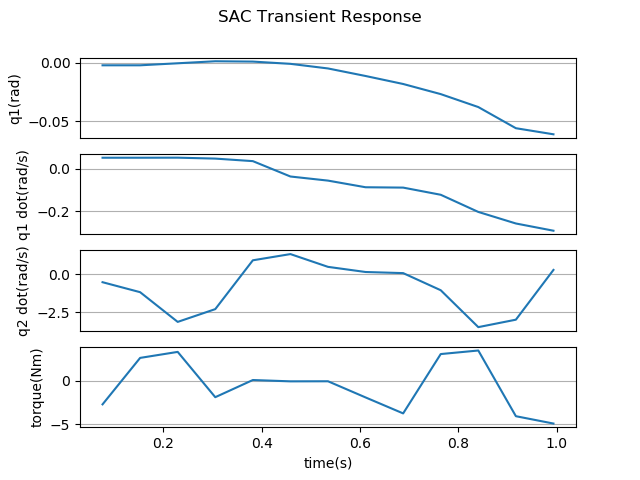 SAC Transient Response
q1(rad)
0.00
−0.05
q1 dot(rad/s)
0.0
−0.2
q2 dot(rad/s)
0.0
−2.5
torque(Nm)
0
−5
0.2 0.4 0.6 0.8 1.0
time(s)